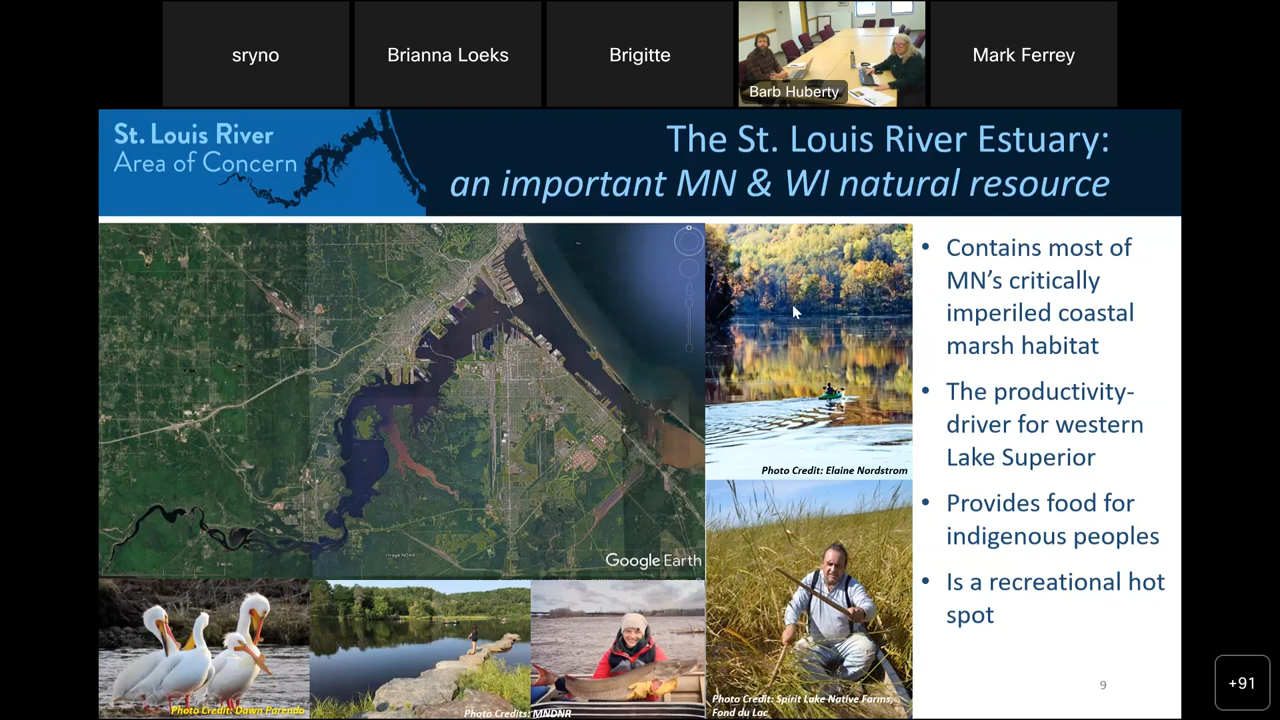 sryno
Brianna Loeks
Brigitte
Barb Huberty
Mark Ferrey
St. Louis River
Area of Concern
The St. Louis River Estuary:
an important MN & WI natural resource
• Contains most of
MN’s critically
imperiled coastal
marsh habitat
• The productivity-
driver for western
Lake Superior
• Provides food for
indigenous peoples
• Is a recreational hot
spot
Photo Credit: Elaine Nordstrom
Image NOAA
Google Earth
Photo Credit: Dawn Parendo
Photo Credits: MNDNR
Photo Credit: Spirit Lake Native Farms,
Fond du Lac
9
+91